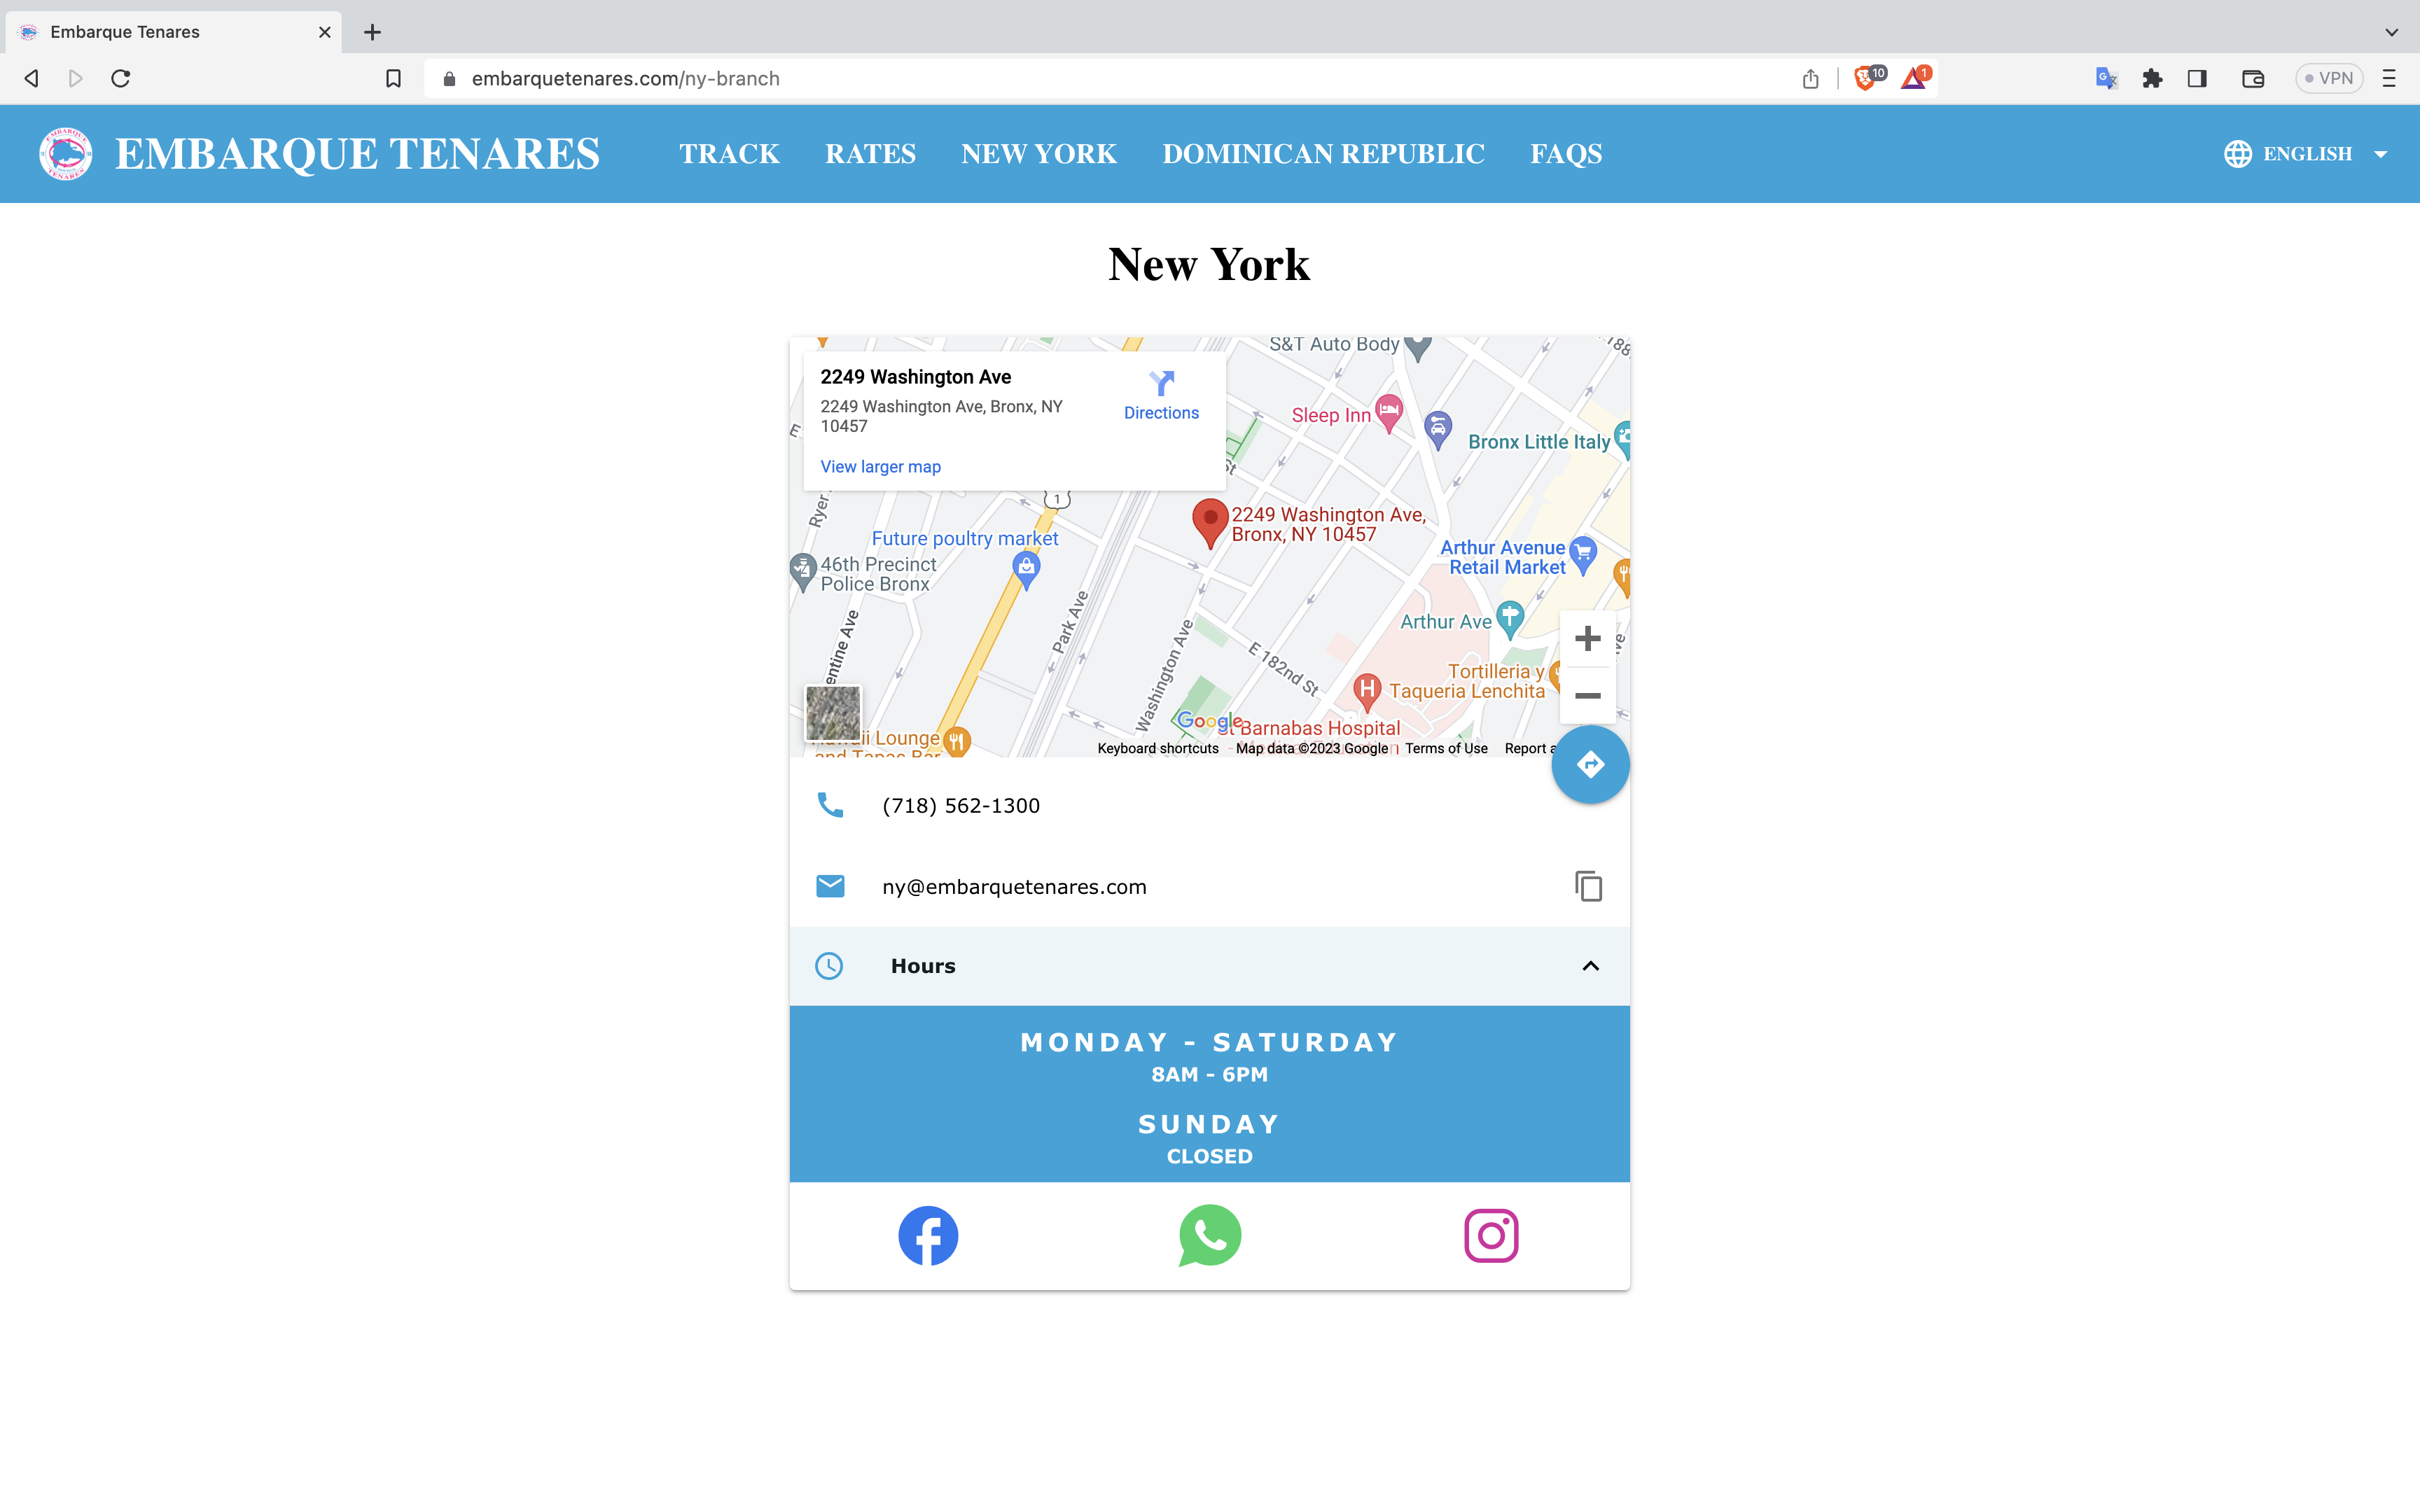 Embarque Tenares
embarquetenares.com/ny-branch
10
1
VPN
EMBARQUE TENARES
TRACK
RATES
NEW YORK
DOMINICAN REPUBLIC
FAQS
ENGLISH
New York
2249 Washington Ave
2249 Washington Ave, Bronx, NY
10457
Directions
View larger map
S&T Auto Body
188
Sleep Inn
Bronx Little Italy
E
St
Ryer
1
2249 Washington Ave,
Bronx, NY 10457
Future poultry market
46th Precinct
Police Bronx
Arthur Avenue
Retail Market
Arthur Ave
Park Ave
Washington Ave
E 182nd St
entine Ave
Tortilleria y
Taqueria Lenchita
H
Google
Barnabas Hospital
Lounge
and Tapas Bar
Keyboard shortcuts
Map data ©2023 Google
Terms of Use
Report a
(718) 562-1300
ny@embarquetenares.com
Hours
MONDAY - SATURDAY
8AM - 6PM
SUNDAY
CLOSED